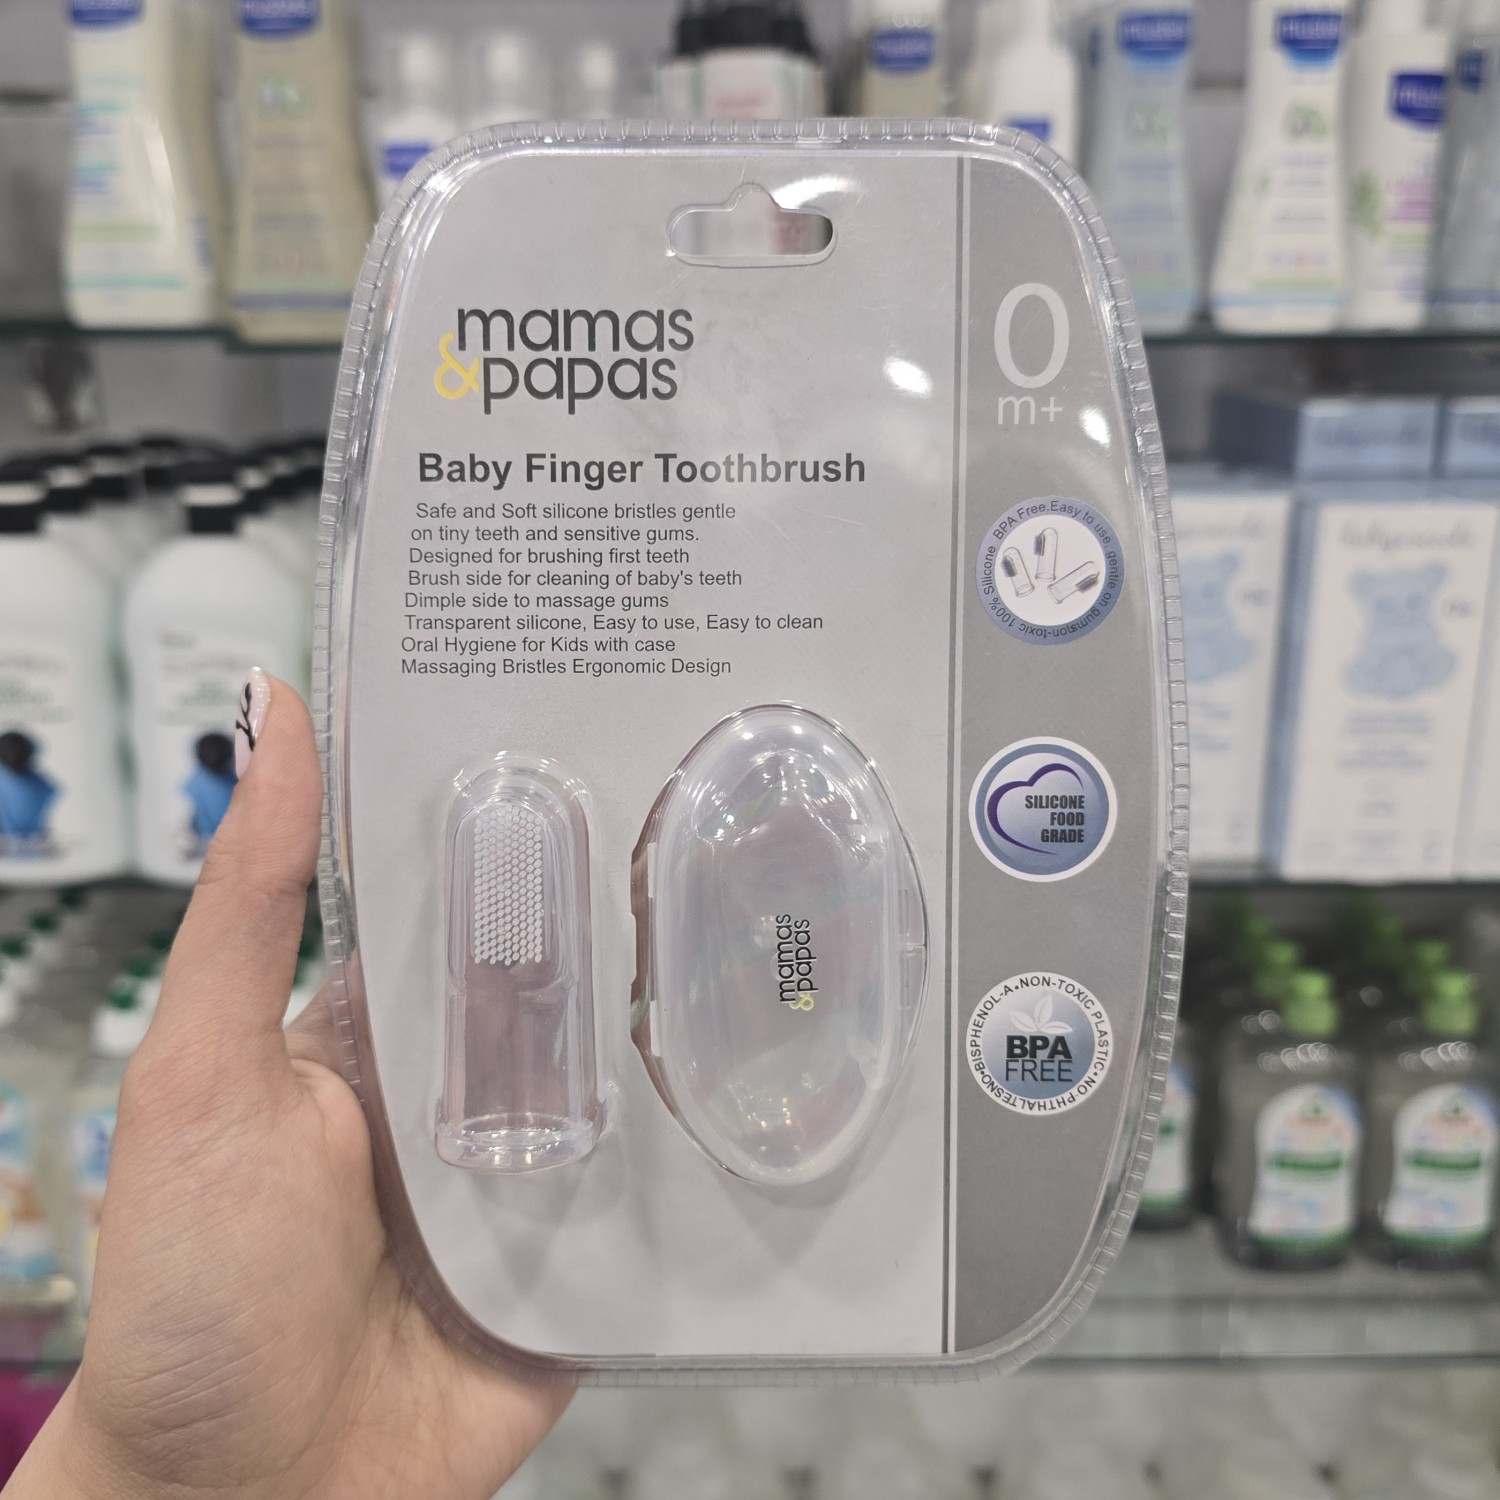 mamas
&papas
Baby Finger Toothbrush
Safe and Soft silicone bristles gentle
on tiny teeth and sensitive gums.
Designed for brushing first teeth
Brush side for cleaning of baby's teeth
Dimple side to massage gums
Transparent silicone, Easy to use, Easy to clean
Oral Hygiene for Kids with case
Massaging Bristles Ergonomic Design
0
m+
100% Silicone BPA Free.Easy to use, gentle on gums
non-toxic
SILICONE
FOOD
GRADE
NO•BISPHENOL-A•NON-TOXIC PLASTIC•NO-PHTHALTES
BPA
FREE
mamas
&papas